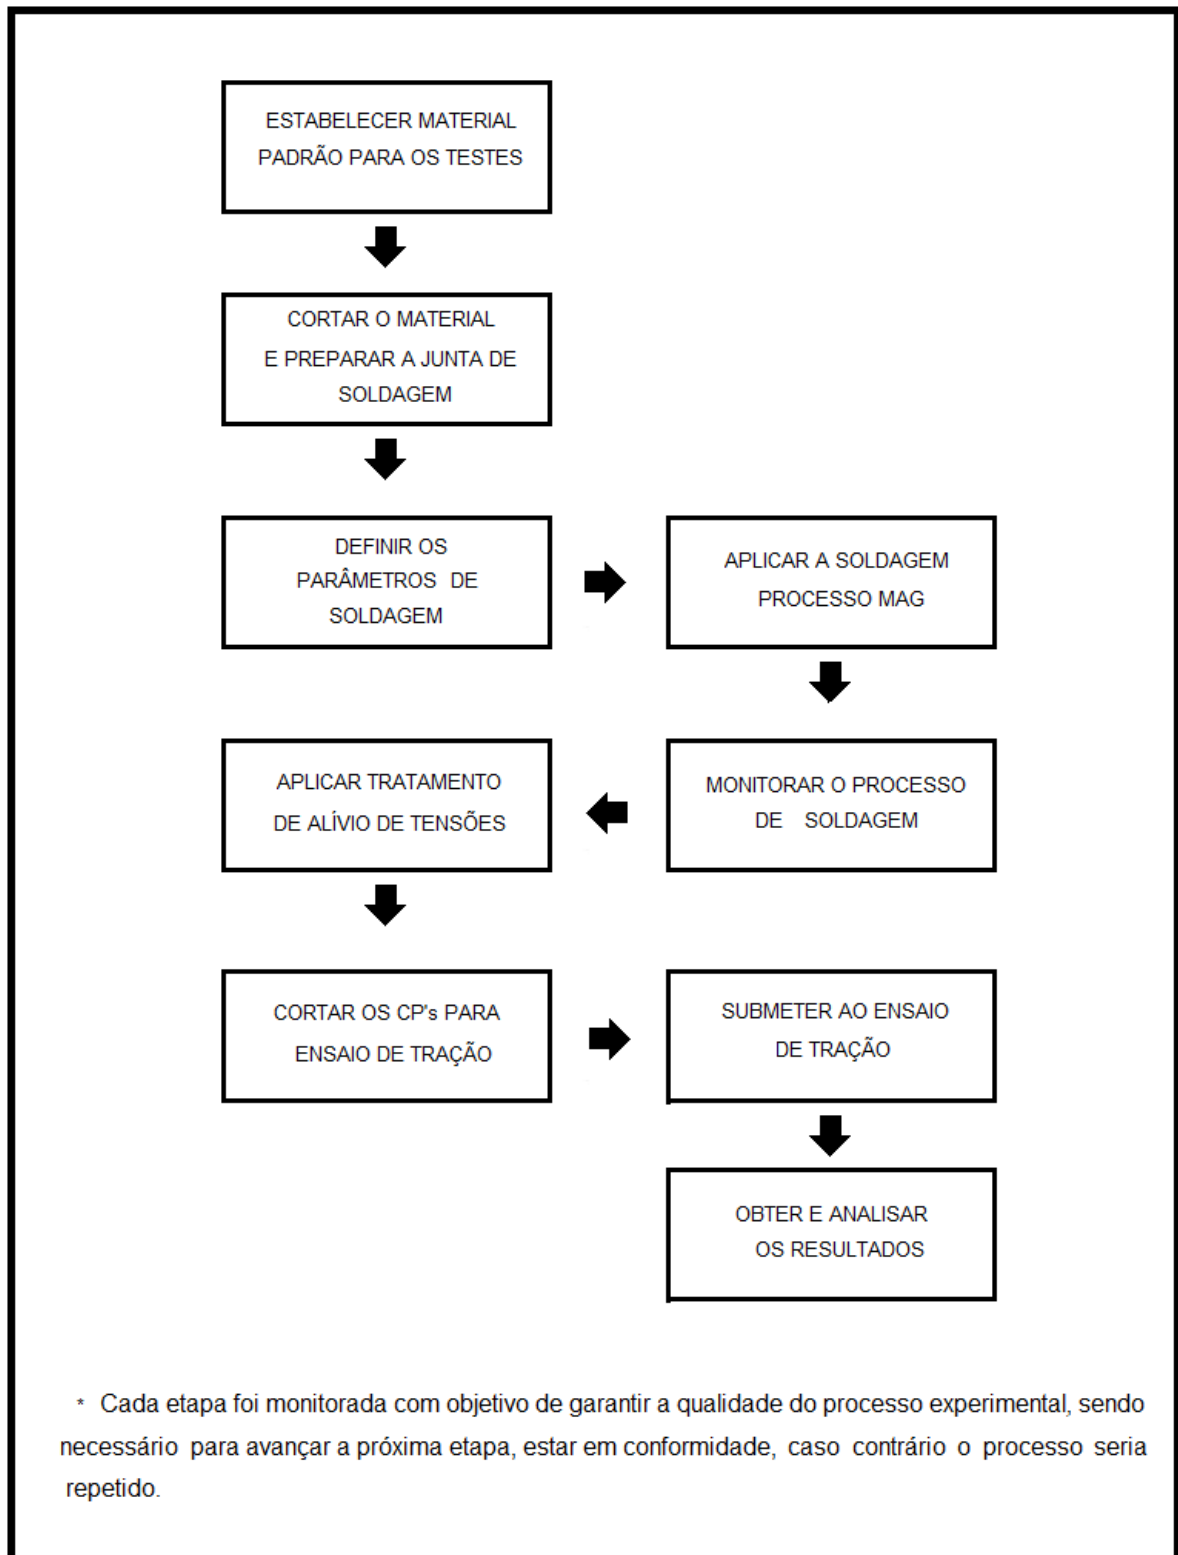 ESTABELECER MATERIAL
PADRÃO PARA OS TESTES
CORTAR O MATERIAL
E PREPARAR A JUNTA DE
SOLDAGEM
DEFINIR OS
PARÂMETROS DE
SOLDAGEM
APLICAR A SOLDAGEM
PROCESSO MAG
MONITORAR O PROCESSO
DE SOLDAGEM
APLICAR TRATAMENTO
DE ALÍVIO DE TENSÕES
CORTAR OS CP's PARA
ENSAIO DE TRAÇÃO
SUBMETER AO ENSAIO
DE TRAÇÃO
OBTER E ANALISAR
OS RESULTADOS
* Cada etapa foi monitorada com objetivo de garantir a qualidade do processo experimental, sendo
necessário para avançar a próxima etapa, estar em conformidade, caso contrário o processo seria
repetido.